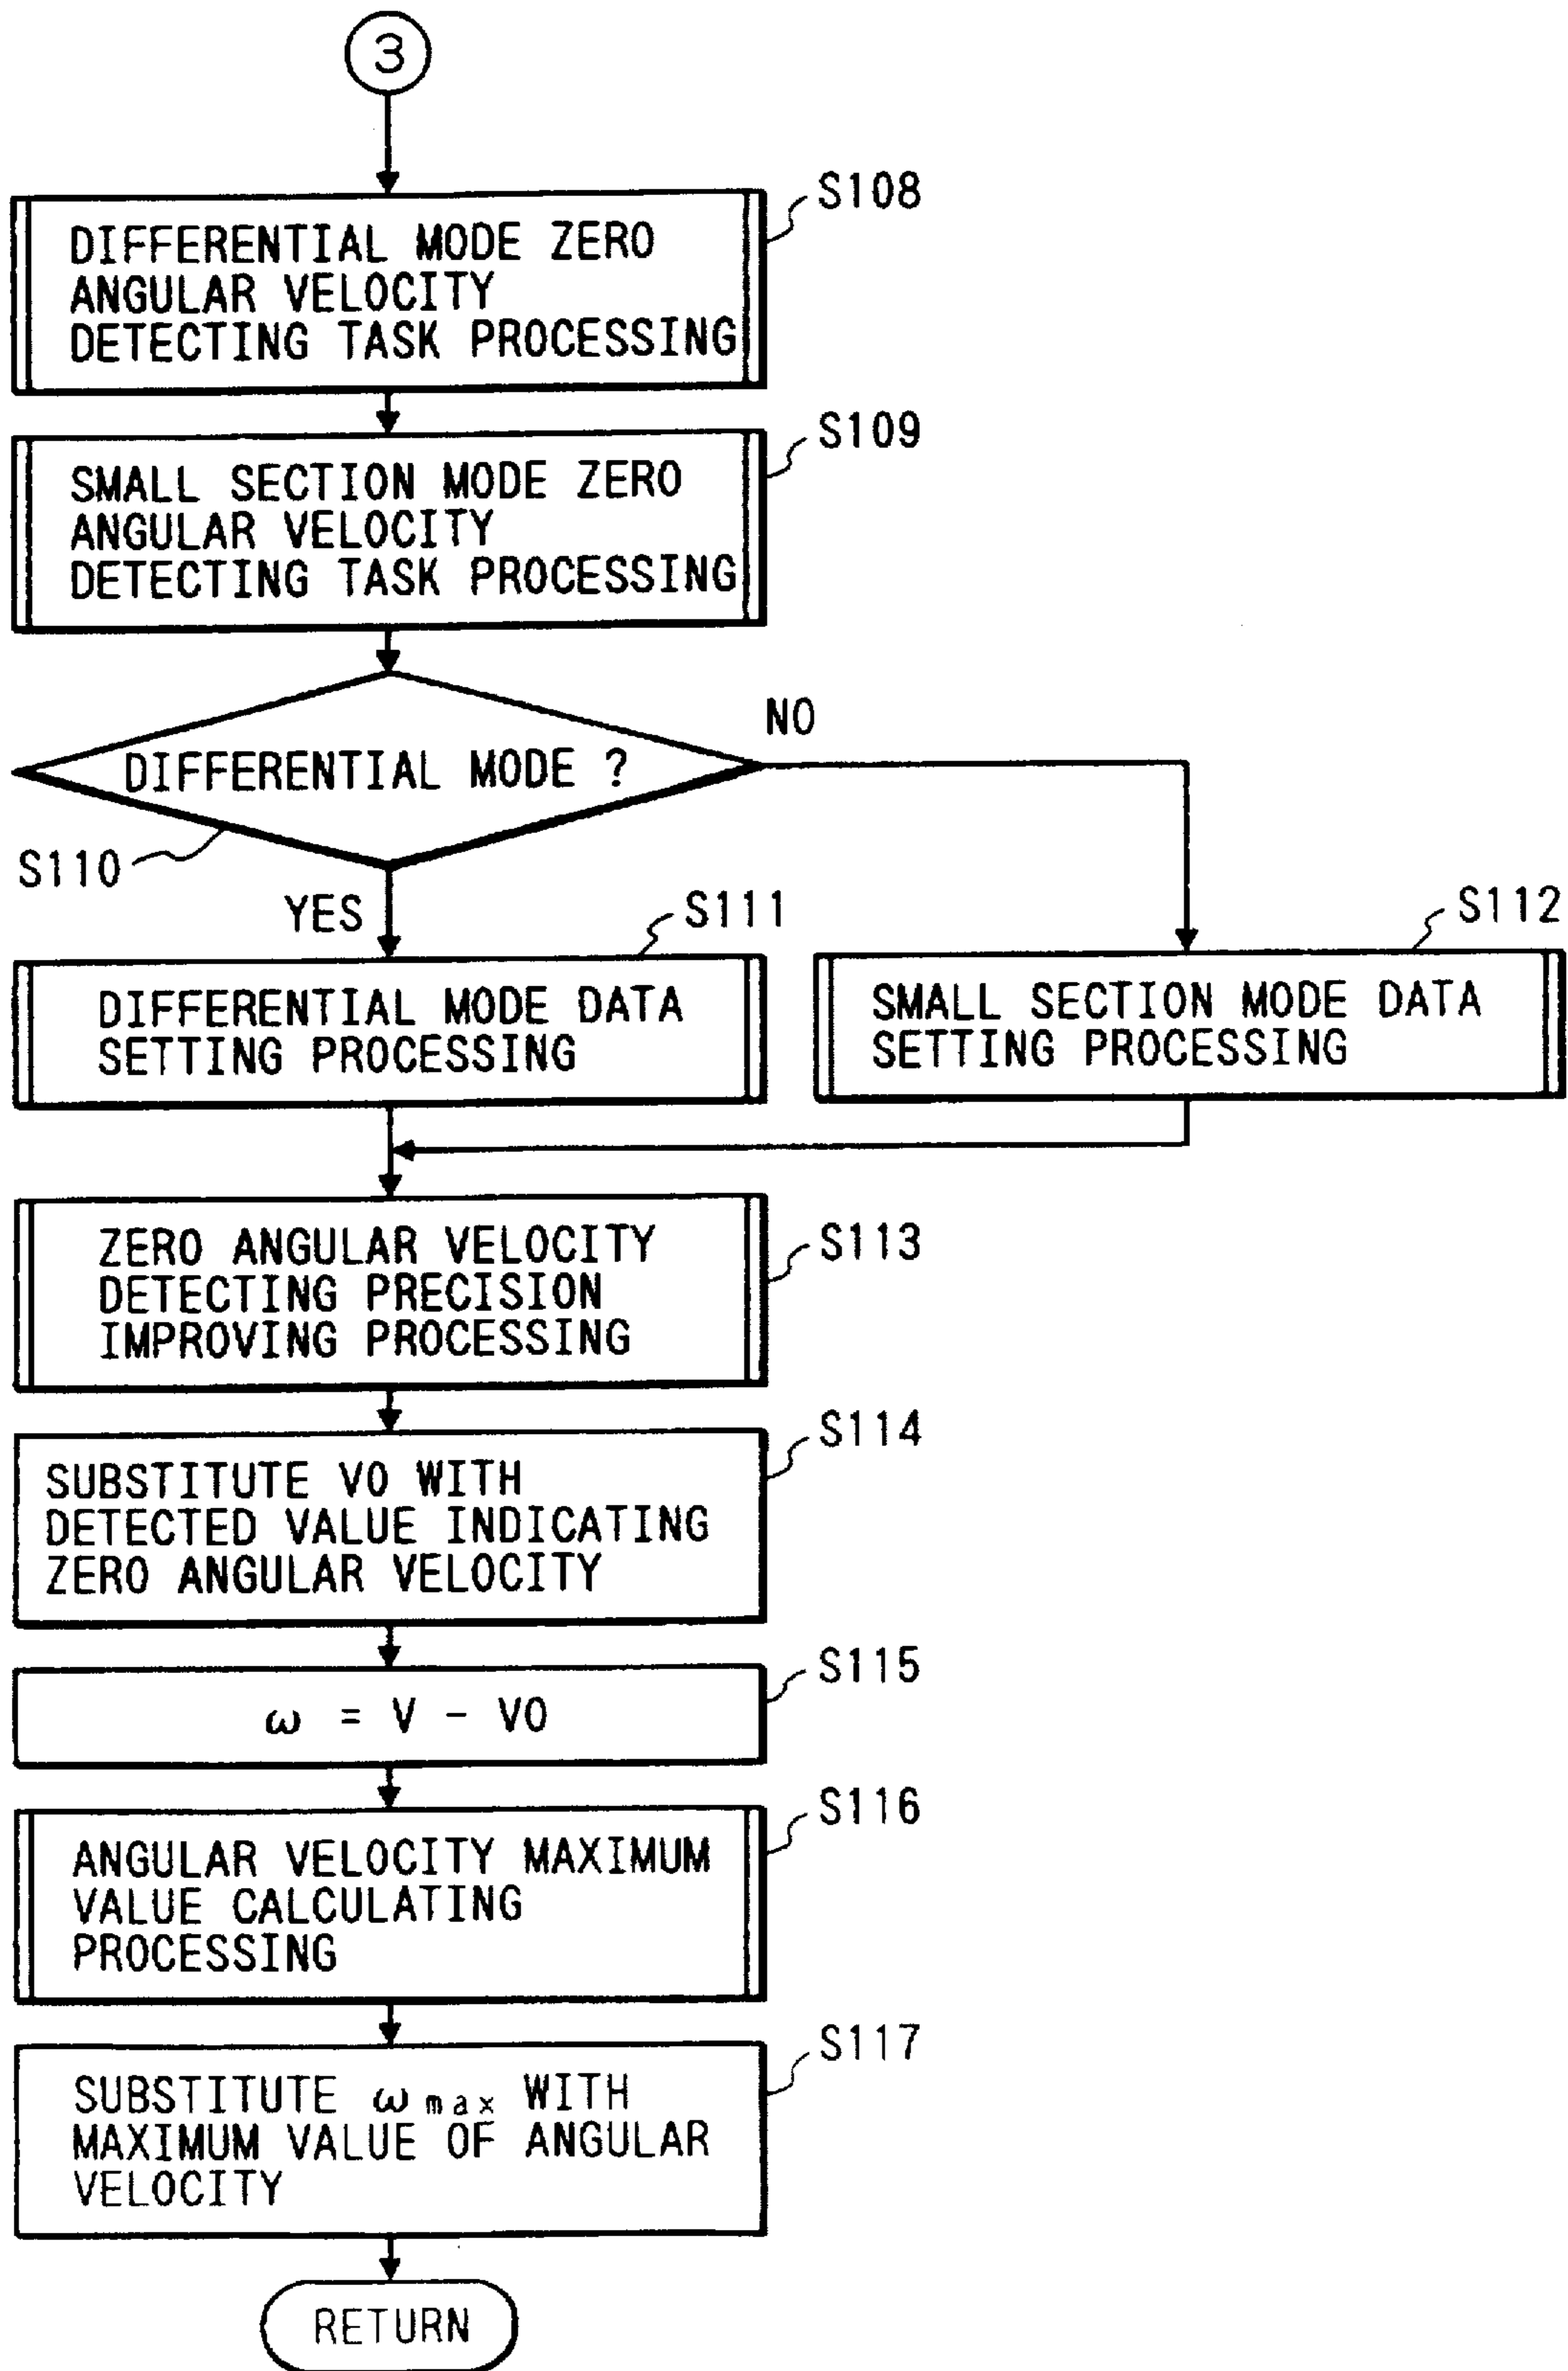 3
S108
DIFFERENTIAL MODE ZERO
ANGULAR VELOCITY
DETECTING TASK PROCESSING
S109
SMALL SECTION MODE ZERO
ANGULAR VELOCITY
DETECTING TASK PROCESSING
NO
DIFFERENTIAL MODE ?
S110
YES
S111
S112
DIFFERENTIAL MODE DATA
SETTING PROCESSING
SMALL SECTION MODE DATA
SETTING PROCESSING
ZERO ANGULAR VELOCITY
DETECTING PRECISION
IMPROVING PROCESSING
S113
S114
SUBSTITUTE V0 WITH
DETECTED VALUE INDICATING
ZERO ANGULAR VELOCITY
S115
ω = V - V0
S116
ANGULAR VELOCITY MAXIMUM
VALUE CALCULATING
PROCESSING
S117
SUBSTITUTE ωmax WITH
MAXIMUM VALUE OF ANGULAR
VELOCITY
RETURN